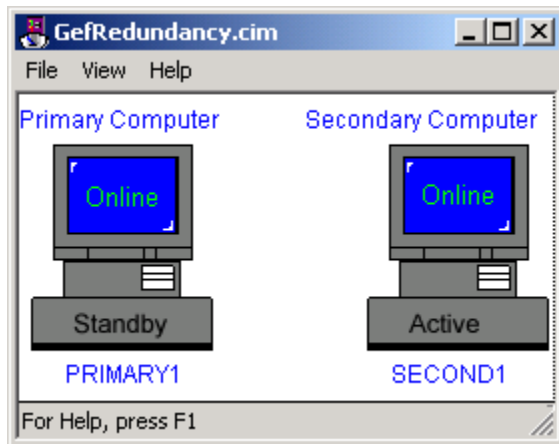 GefRedundancy.cim
File View Help
Primary Computer Secondary Computer
Online Online
Standby Active
PRIMARY1 SECOND1
For Help, press F1